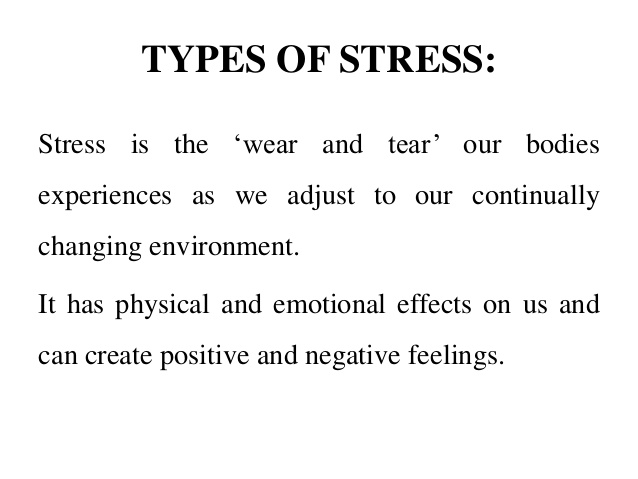 TYPES OF STRESS:
Stress is the ‘wear and tear’ our bodies
experiences as we adjust to our continually
changing environment.
It has physical and emotional effects on us and
can create positive and negative feelings.